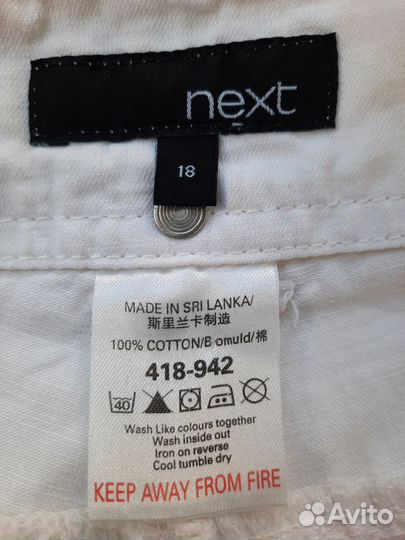 next
18
MADE IN SRI LANKA/
斯里兰卡制造
100% COTTON/B omuld/棉
418-942
40
Wash Like colours together
Wash inside out
Iron on reverse
Cool tumble dry
KEEP AWAY FROM FIRE
Avito